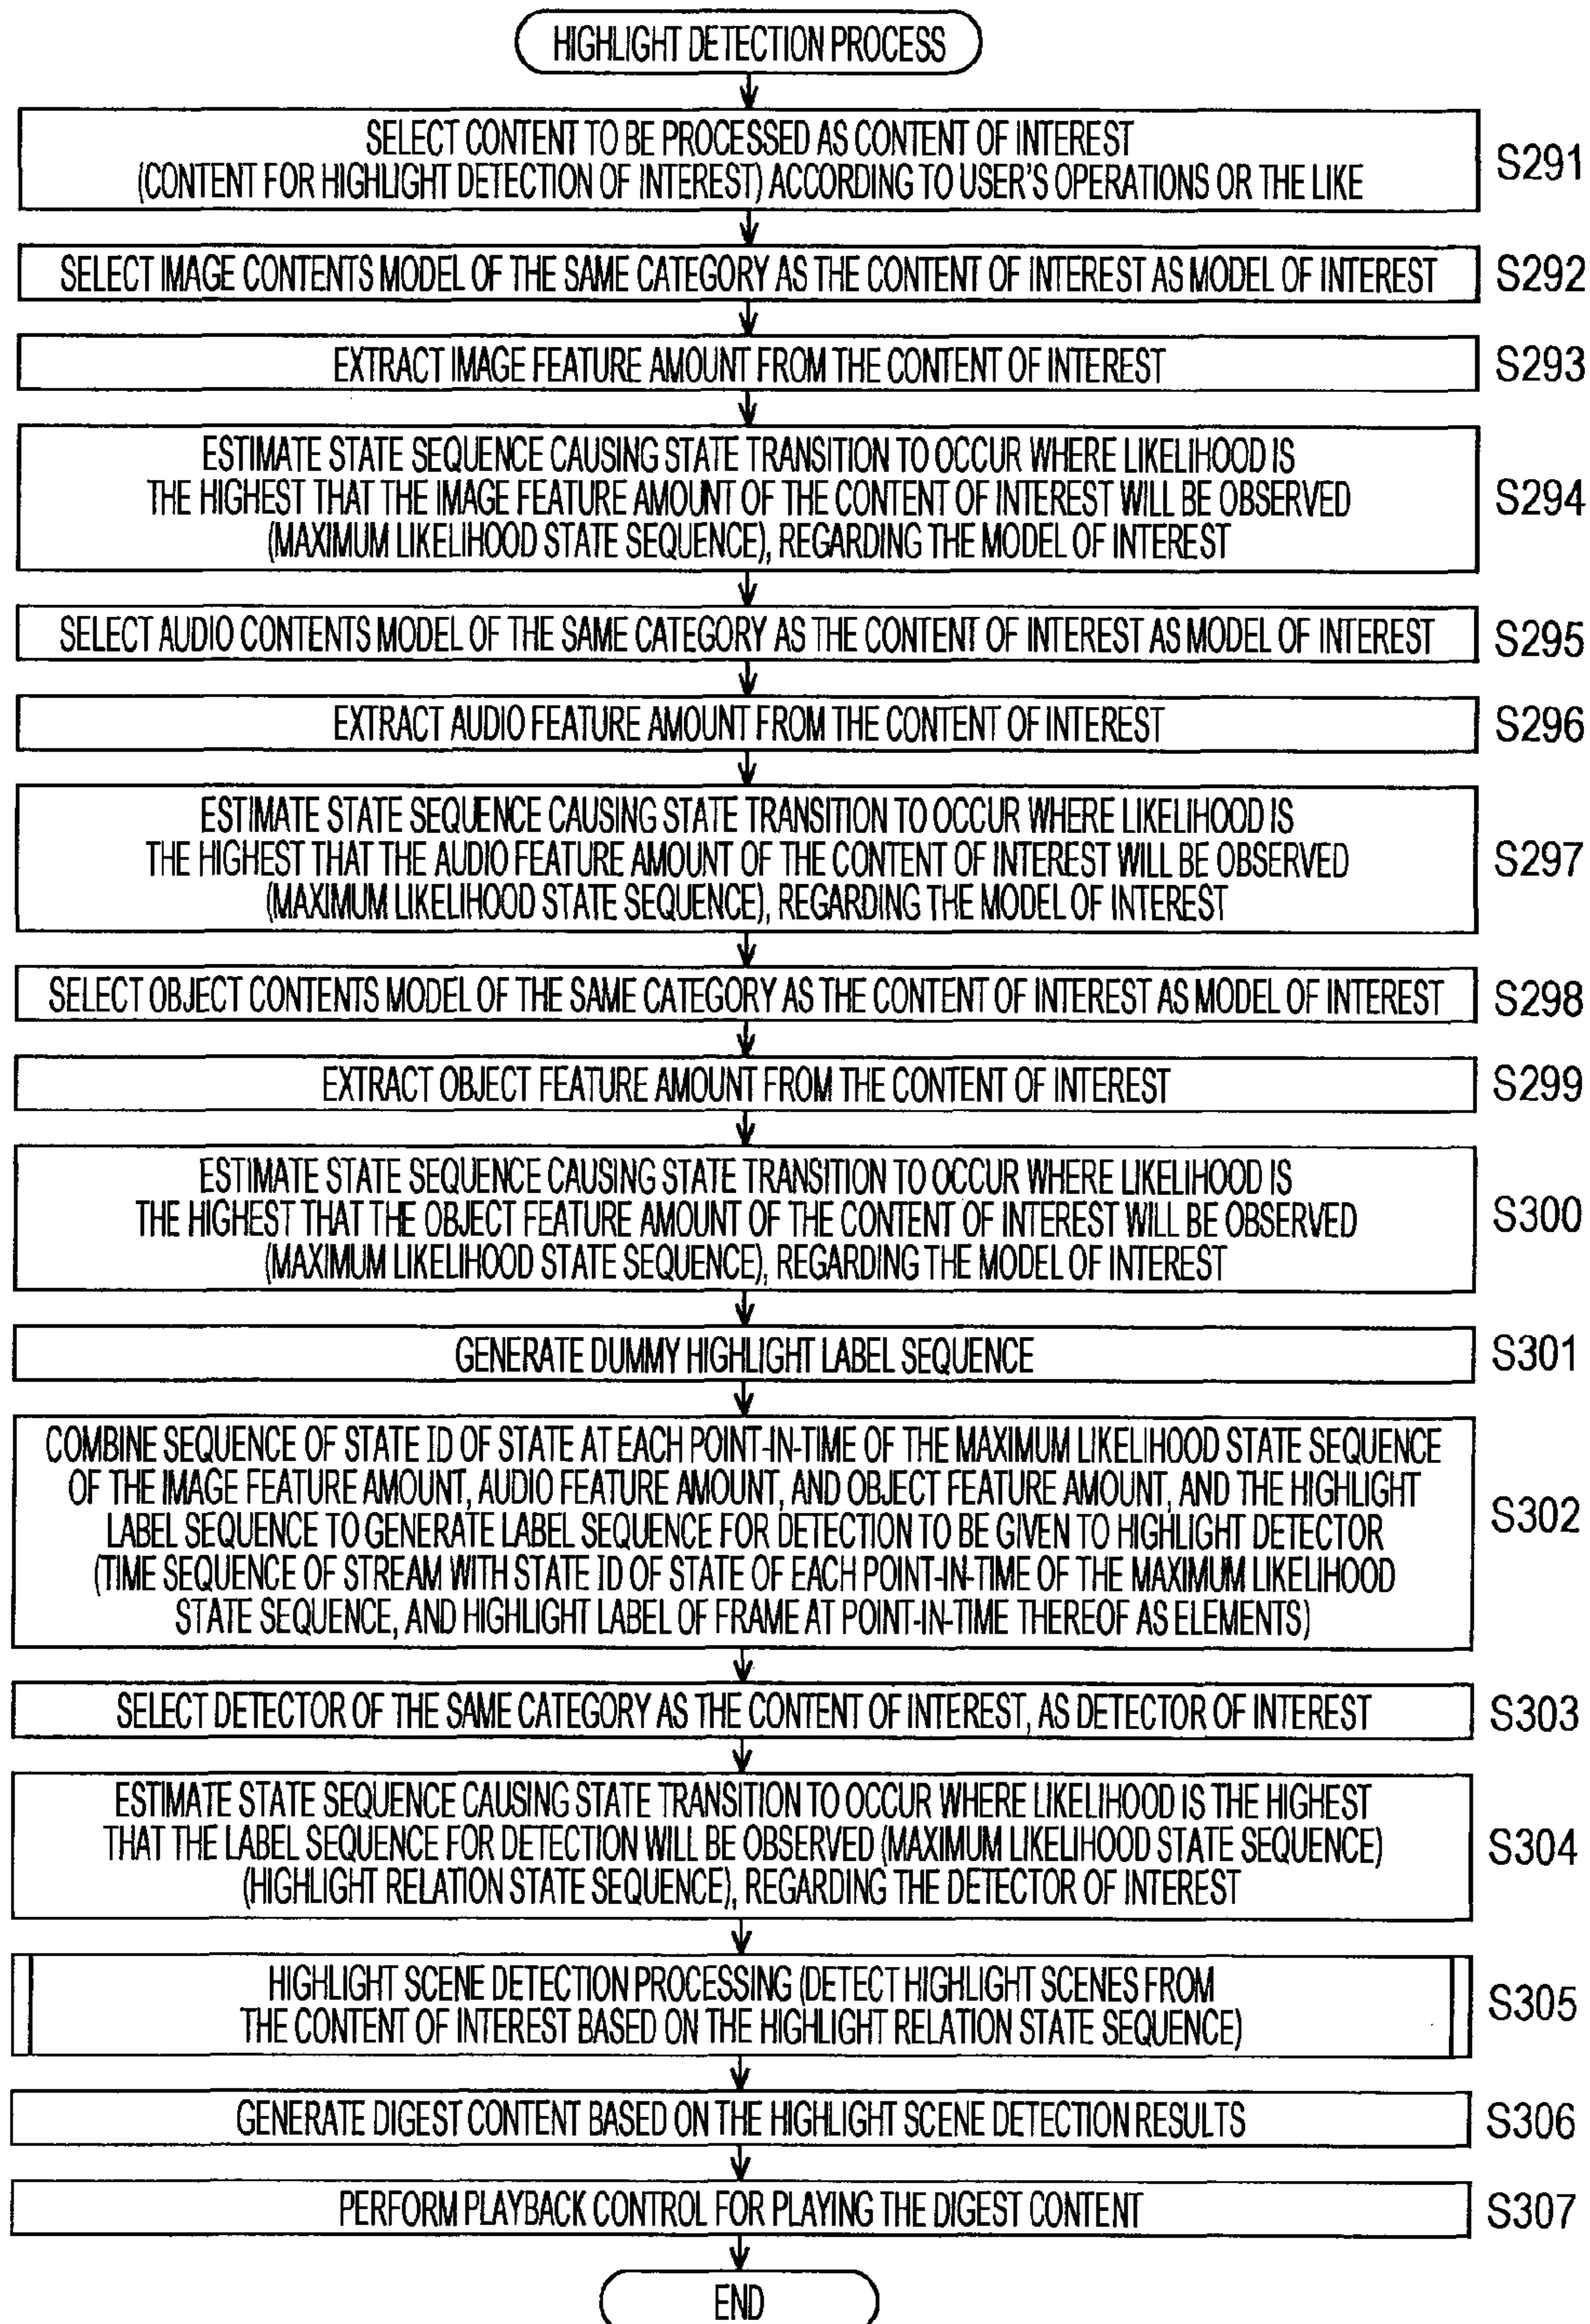 HIGHLIGHT DETECTION PROCESS
SELECT CONTENT TO BE PROCESSED AS CONTENT OF INTEREST
(CONTENT FOR HIGHLIGHT DETECTION OF INTEREST) ACCORDING TO USER'S OPERATIONS OR THE LIKE
S291
SELECT IMAGE CONTENTS MODEL OF THE SAME CATEGORY AS THE CONTENT OF INTEREST AS MODEL OF INTEREST
S292
EXTRACT IMAGE FEATURE AMOUNT FROM THE CONTENT OF INTEREST
S293
ESTIMATE STATE SEQUENCE CAUSING STATE TRANSITION TO OCCUR WHERE LIKELIHOOD IS
THE HIGHEST THAT THE IMAGE FEATURE AMOUNT OF THE CONTENT OF INTEREST WILL BE OBSERVED
(MAXIMUM LIKELIHOOD STATE SEQUENCE), REGARDING THE MODEL OF INTEREST
S294
SELECT AUDIO CONTENTS MODEL OF THE SAME CATEGORY AS THE CONTENT OF INTEREST AS MODEL OF INTEREST
S295
EXTRACT AUDIO FEATURE AMOUNT FROM THE CONTENT OF INTEREST
S296
ESTIMATE STATE SEQUENCE CAUSING STATE TRANSITION TO OCCUR WHERE LIKELIHOOD IS
THE HIGHEST THAT THE AUDIO FEATURE AMOUNT OF THE CONTENT OF INTEREST WILL BE OBSERVED
(MAXIMUM LIKELIHOOD STATE SEQUENCE), REGARDING THE MODEL OF INTEREST
S297
SELECT OBJECT CONTENTS MODEL OF THE SAME CATEGORY AS THE CONTENT OF INTEREST AS MODEL OF INTEREST
S298
EXTRACT OBJECT FEATURE AMOUNT FROM THE CONTENT OF INTEREST
S299
ESTIMATE STATE SEQUENCE CAUSING STATE TRANSITION TO OCCUR WHERE LIKELIHOOD IS
THE HIGHEST THAT THE OBJECT FEATURE AMOUNT OF THE CONTENT OF INTEREST WILL BE OBSERVED
(MAXIMUM LIKELIHOOD STATE SEQUENCE), REGARDING THE MODEL OF INTEREST
S300
GENERATE DUMMY HIGHLIGHT LABEL SEQUENCE
S301
COMBINE SEQUENCE OF STATE ID OF STATE AT EACH POINT-IN-TIME OF THE MAXIMUM LIKELIHOOD STATE SEQUENCE
OF THE IMAGE FEATURE AMOUNT, AUDIO FEATURE AMOUNT, AND OBJECT FEATURE AMOUNT, AND THE HIGHLIGHT
LABEL SEQUENCE TO GENERATE LABEL SEQUENCE FOR DETECTION TO BE GIVEN TO HIGHLIGHT DETECTOR
(TIME SEQUENCE OF STREAM WITH STATE ID OF STATE OF EACH POINT-IN-TIME OF THE MAXIMUM LIKELIHOOD
STATE SEQUENCE, AND HIGHLIGHT LABEL OF FRAME AT POINT-IN-TIME THEREOF AS ELEMENTS)
S302
SELECT DETECTOR OF THE SAME CATEGORY AS THE CONTENT OF INTEREST, AS DETECTOR OF INTEREST
S303
ESTIMATE STATE SEQUENCE CAUSING STATE TRANSITION TO OCCUR WHERE LIKELIHOOD IS THE HIGHEST
THAT THE LABEL SEQUENCE FOR DETECTION WILL BE OBSERVED (MAXIMUM LIKELIHOOD STATE SEQUENCE)
(HIGHLIGHT RELATION STATE SEQUENCE), REGARDING THE DETECTOR OF INTEREST
S304
HIGHLIGHT SCENE DETECTION PROCESSING (DETECT HIGHLIGHT SCENES FROM
THE CONTENT OF INTEREST BASED ON THE HIGHLIGHT RELATION STATE SEQUENCE)
S305
GENERATE DIGEST CONTENT BASED ON THE HIGHLIGHT SCENE DETECTION RESULTS
S306
PERFORM PLAYBACK CONTROL FOR PLAYING THE DIGEST CONTENT
S307
END